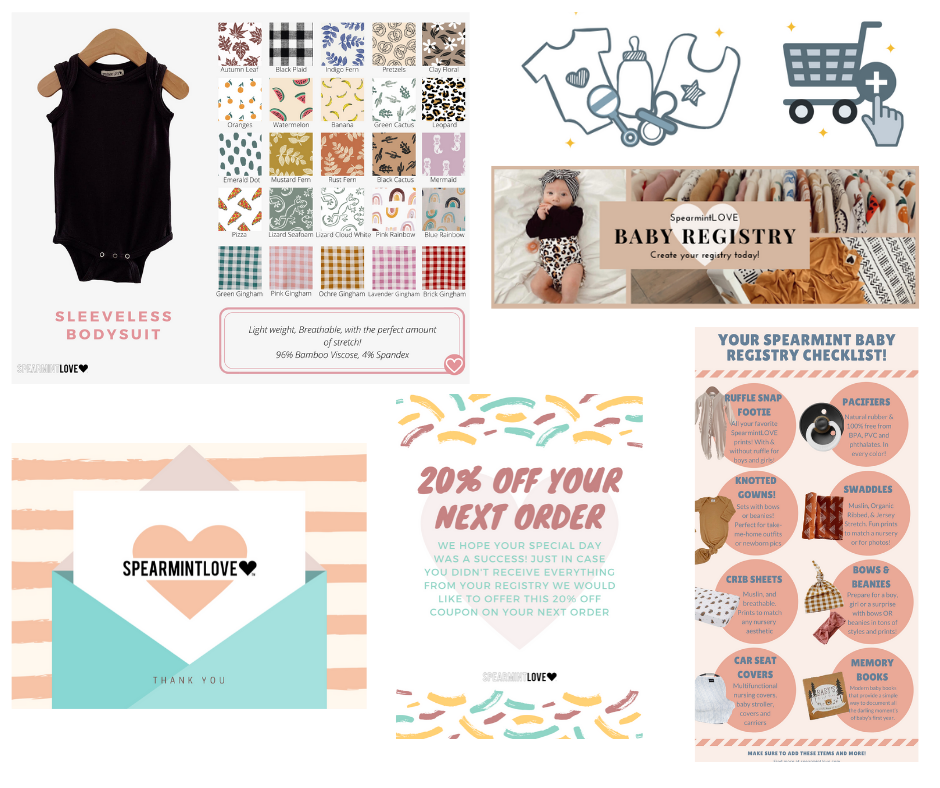 Autumn Leaf
Black Plaid
Indigo Fern
Pretzels
Clay Floral
Oranges
Watermelon
Banana
Green Cactus
Leopard
Emerald Dot
Mustard Fern
Rust Fern
Black Cactus
Mermaid
Pizza
Lizard Seafoam
Lizard Cloud White
Pink Rainbow
Blue Rainbow
Green Gingham
Pink Gingham
Ochre Gingham
Lavender Gingham
Brick Gingham
SLEEVELESS
BODYSUIT
Light weight, Breathable, with the perfect amount
of stretch!
96% Bamboo Viscose, 4% Spandex
SPEARMINTLOVE
SpearmintLOVE
BABY REGISTRY
Create your registry today!
SPEARMINTLOVE
THANK YOU
20% OFF YOUR
NEXT ORDER
WE HOPE YOUR SPECIAL DAY
WAS A SUCCESS! JUST IN CASE
YOU DIDN'T RECEIVE EVERYTHING
FROM YOUR REGISTRY WE WOULD
LIKE TO OFFER THIS 20% OFF
COUPON ON YOUR NEXT ORDER
SPEARMINTLOVE
YOUR SPEARMINT BABY
REGISTRY CHECKLIST!
RUFFLE SNAP
FOOTIE
All your favorite
SpearmintLOVE
prints! With &
without ruffle for
boys and girls!
PACIFIERS
Natural rubber &
100% free from
BPA, PVC and
phthalates. In
every color!
KNOTTED
GOWNS!
Sets with bows
or beanies!
Perfect for take-
me-home outfits
or newborn pics
SWADDLES
Muslin, Organic
Ribbed, & Jersey
Stretch. Fun prints
to match a nursery
or for photos!
CRIB SHEETS
Muslin, and
breathable.
Prints to match
any nursery
aesthetic
BOWS &
BEANIES
Prepare for a boy,
girl or a surprise
with bows OR
beanies in tons of
styles and prints!
CAR SEAT
COVERS
Multifunctional
nursing covers,
baby stroller,
covers and
carriers
MEMORY
BOOKS
Modern baby books
that provide a simple
way to document all
the darling moments
of baby's first year.
MAKE SURE TO ADD THESE ITEMS AND MORE!